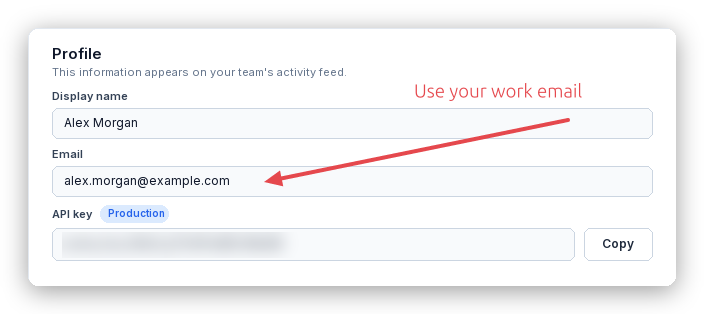 Profile
This information appears on your team's activity feed.
Use your work email
Display name
Alex Morgan
Email
alex.morgan@example.com
API key Production
Copy